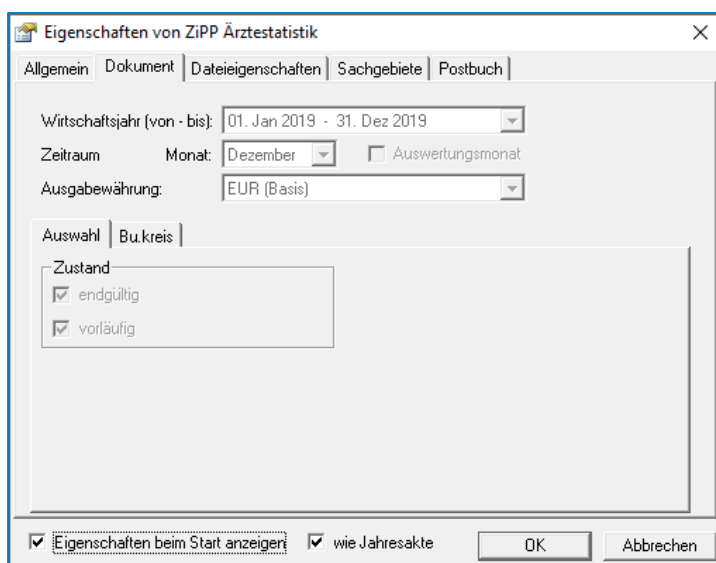 Eigenschaften von ZiPP Ärztestatistik
Allgemein Dokument Dateieigenschaften Sachgebiete Postbuch
Wirtschaftsjahr (von - bis): 01. Jan 2019 - 31. Dez 2019
Zeitraum Monat: Dezember Auswertungsmonat
Ausgabewährung: EUR (Basis)
Auswahl Bu.kreis
Zustand
endgültig
vorläufig
Eigenschaften beim Start anzeigen wie Jahresakte OK Abbrechen